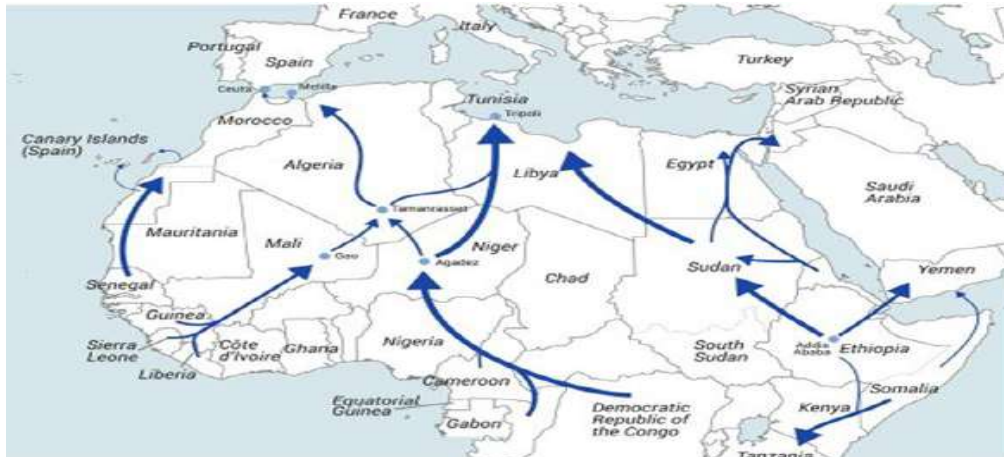 France
Italy
Portugal
Spain
Turkey
Ceuta
Melilla
Tunisia
Tripoli
Syrian
Arab Republic
Morocco
Canary Islands
(Spain)
Algeria
Libya
Egypt
Saudi
Arabia
Tamanrasset
Mauritania
Mali
Gao
Niger
Agadez
Chad
Sudan
Yemen
Senegal
Guinea
Sierra
Leone
Côte
d'Ivoire
Ghana
Nigeria
South
Sudan
Addis
Ababa
Ethiopia
Liberia
Cameroon
Somalia
Equatorial
Guinea
Gabon
Democratic
Republic of
the Congo
Kenya
Tanzania